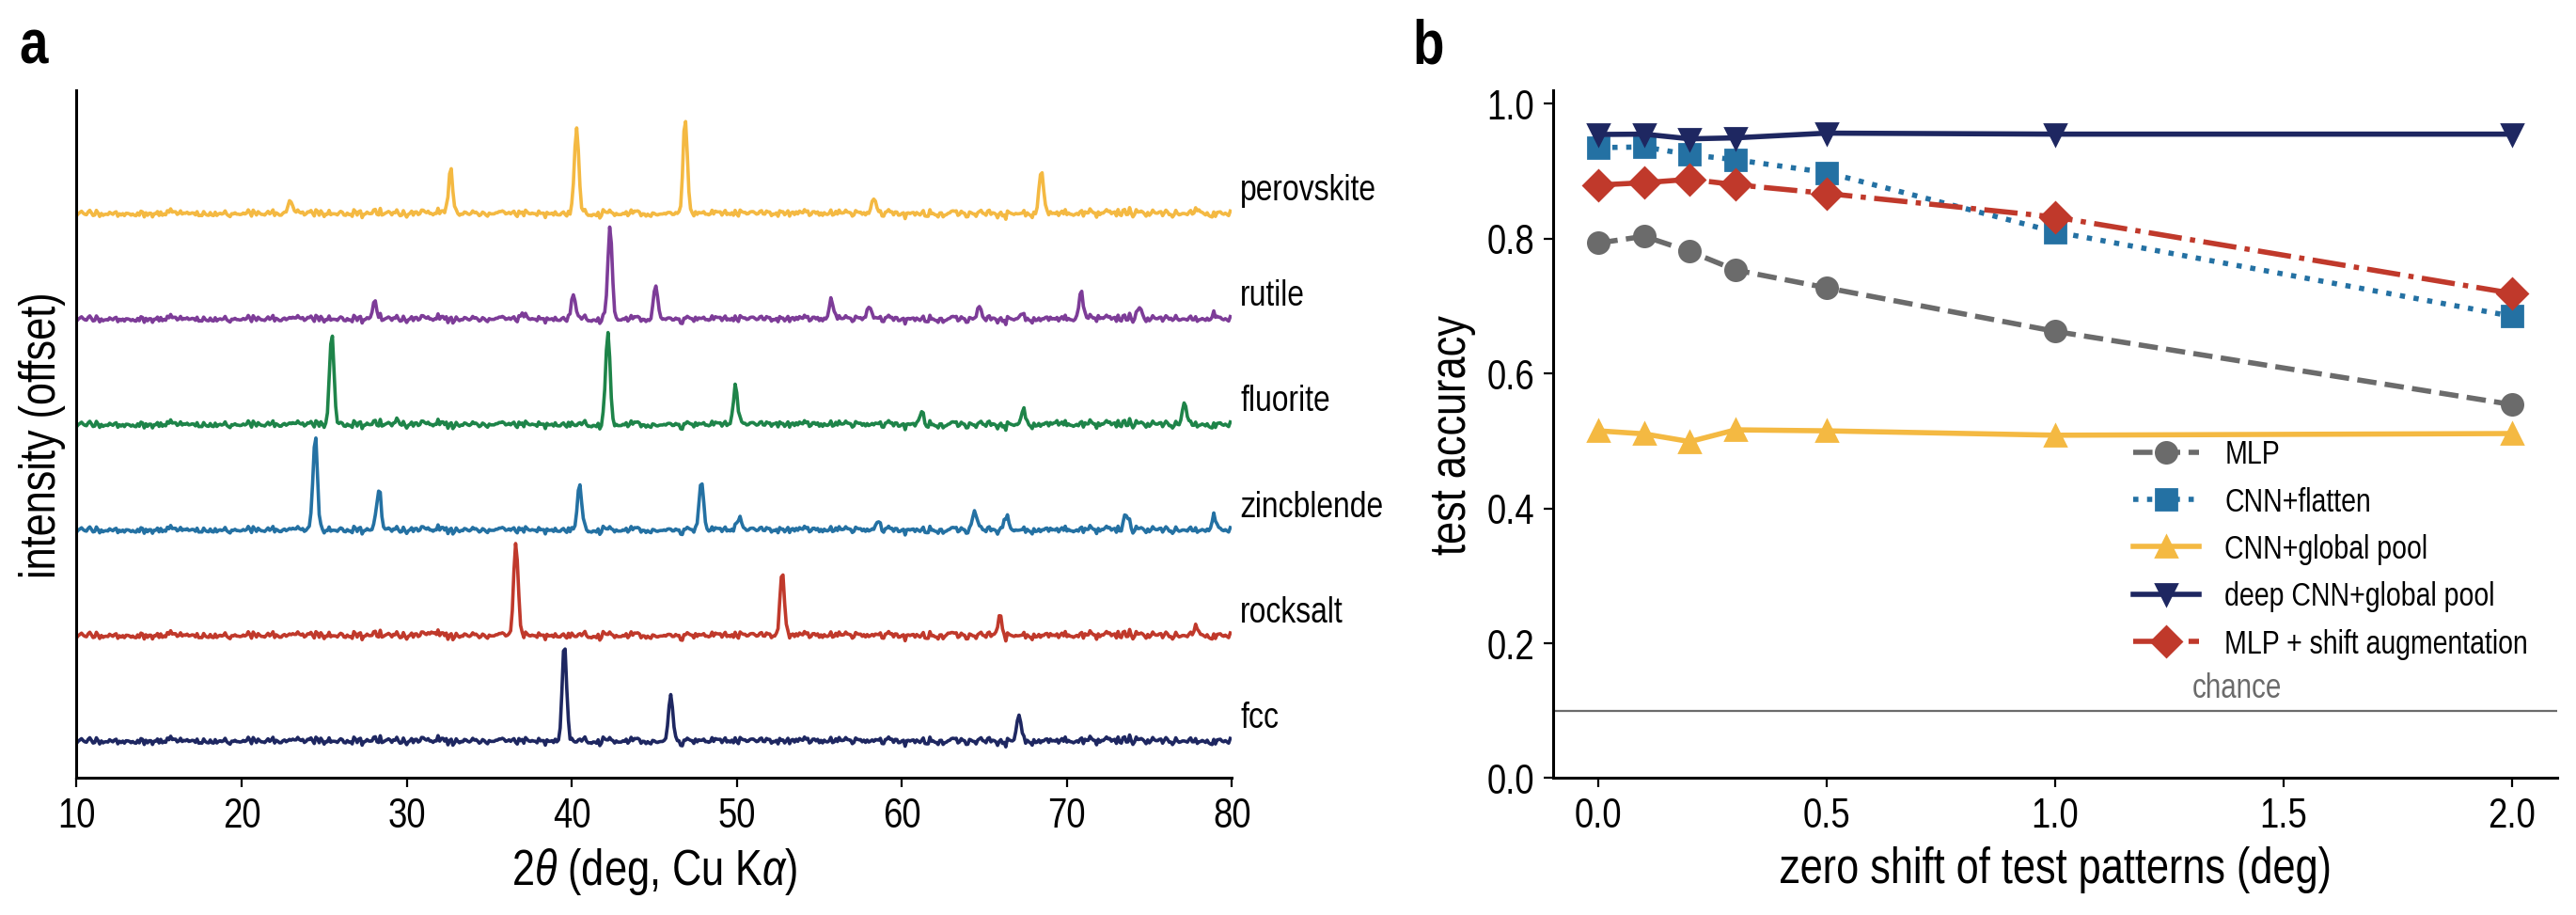 a
intensity (offset)
perovskite
rutile
fluorite
zincblende
rocksalt
fcc
10 20 30 40 50 60 70 80
2θ (deg, Cu Kα)
b
test accuracy
1.0
0.8
0.6
0.4
0.2
0.0
MLP
CNN+flatten
CNN+global pool
deep CNN+global pool
MLP + shift augmentation
chance
0.0 0.5 1.0 1.5 2.0
zero shift of test patterns (deg)